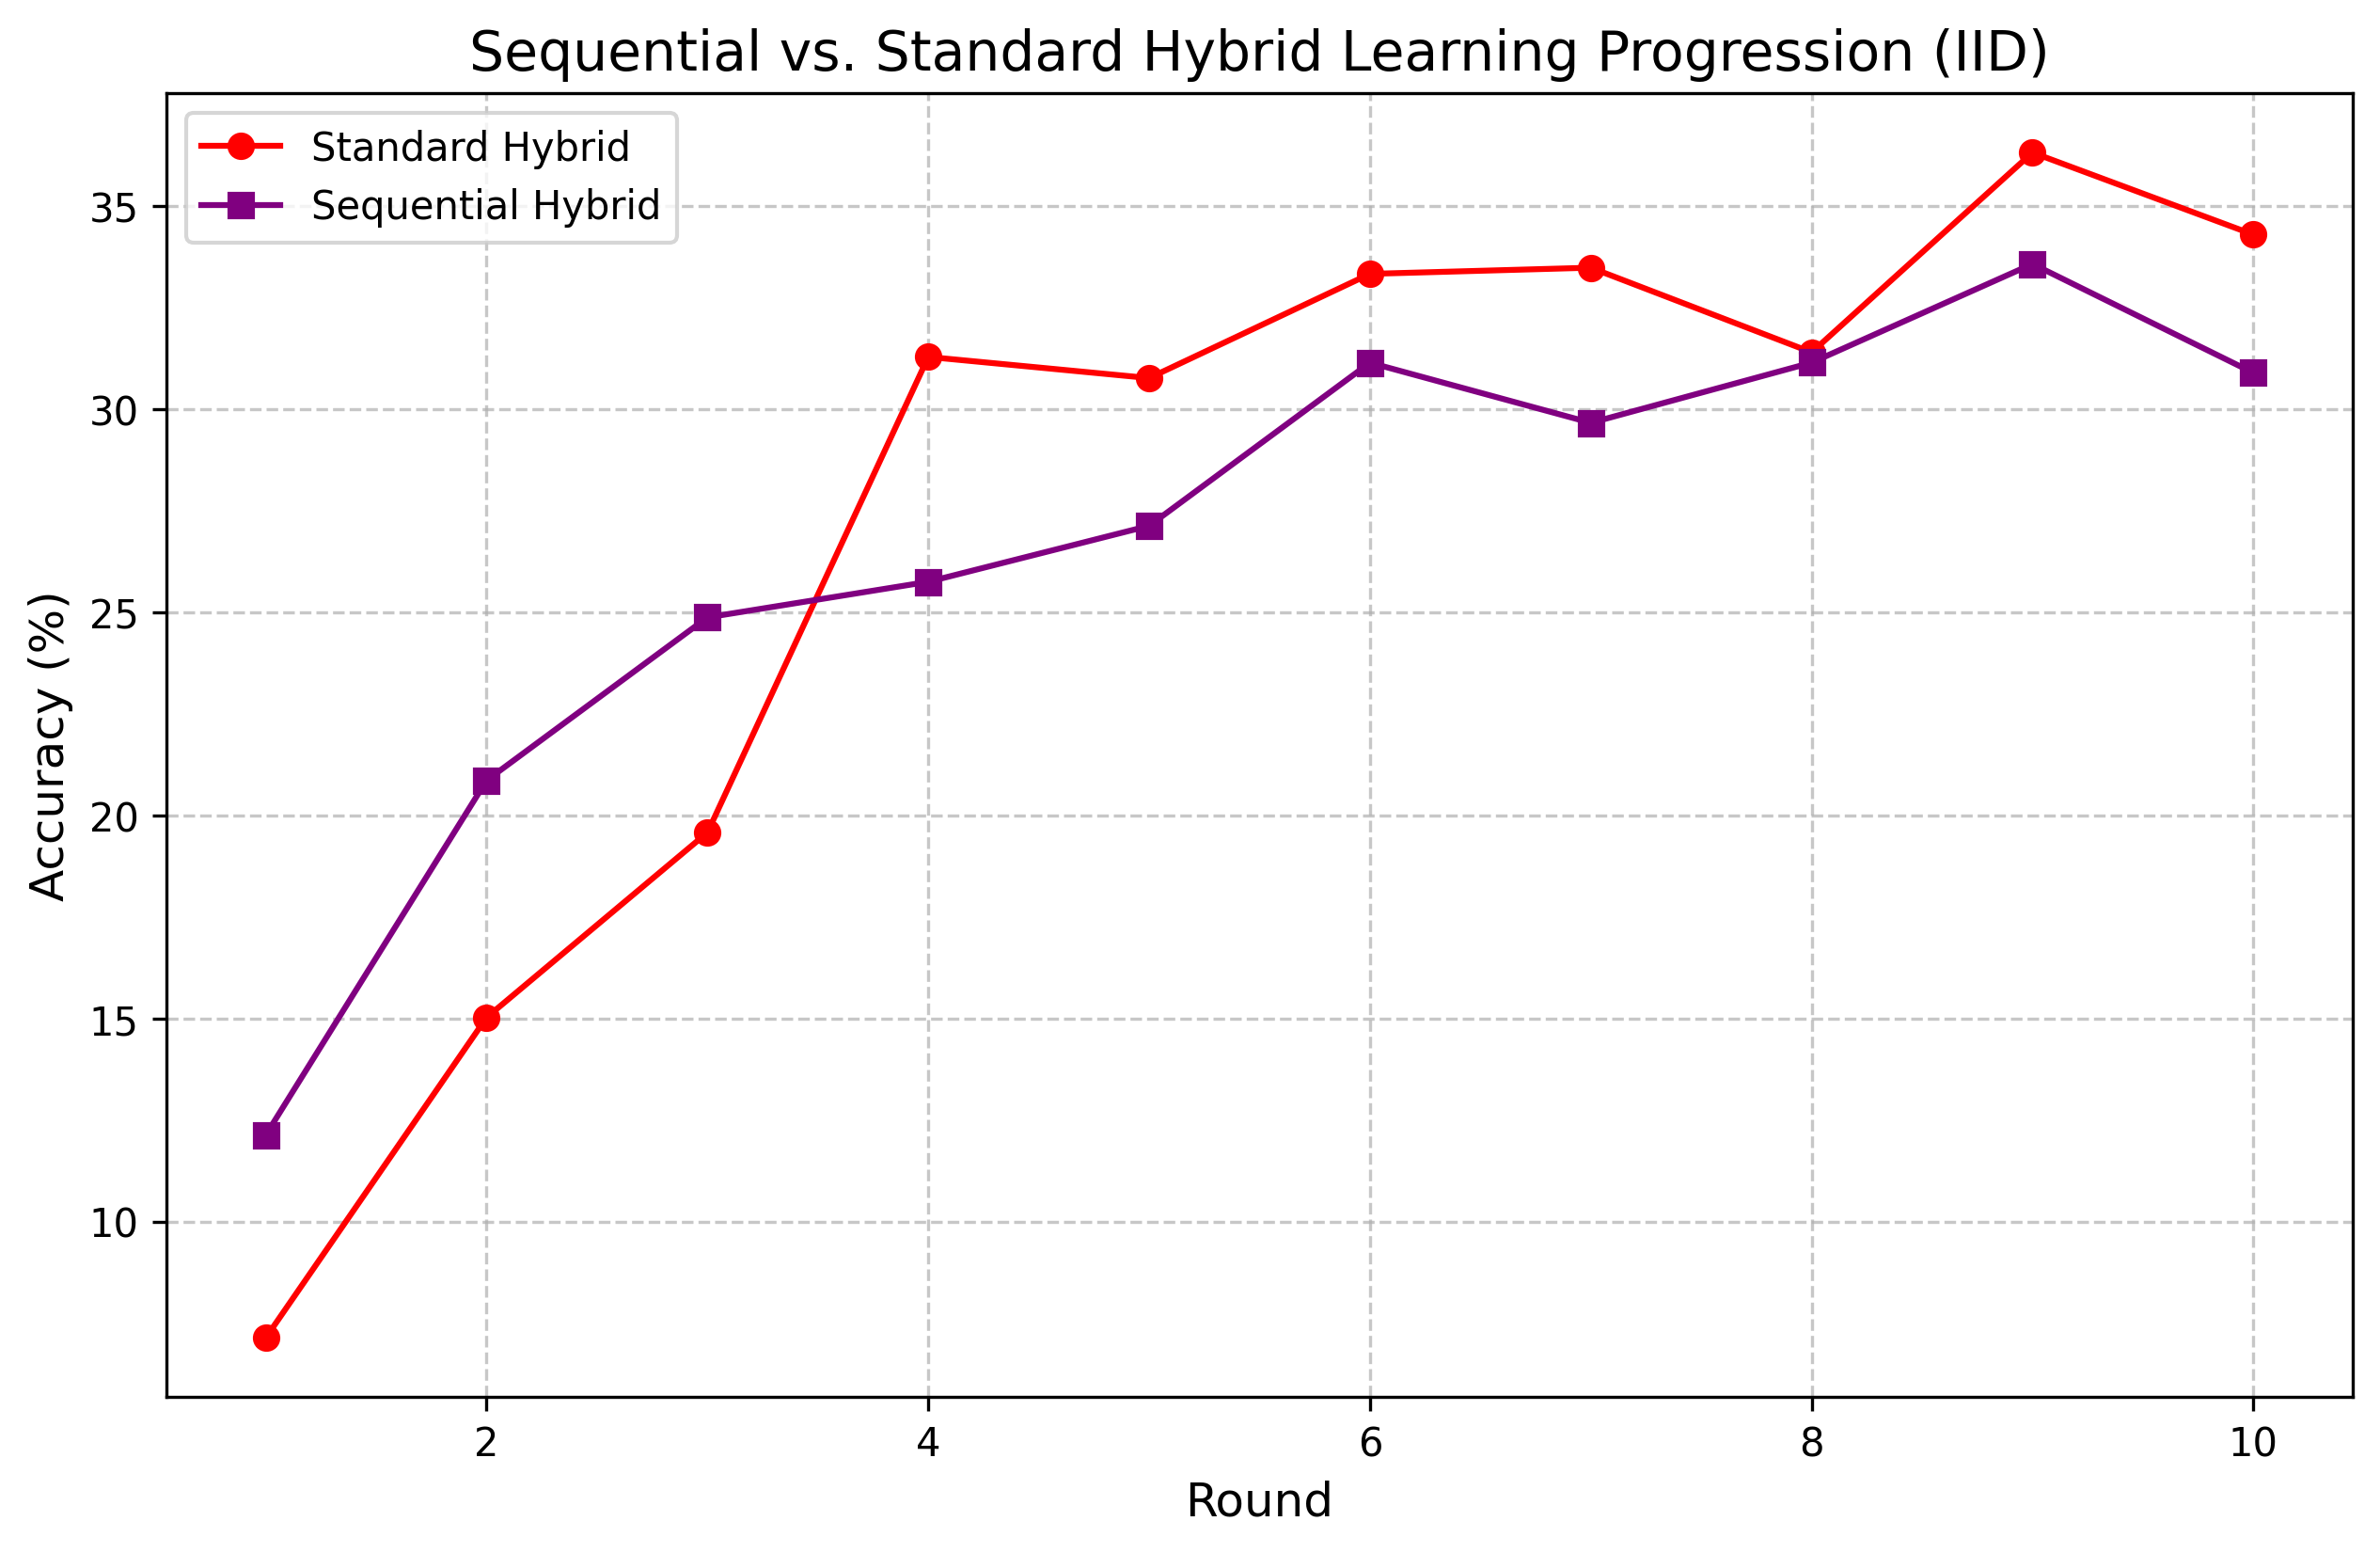 Sequential vs. Standard Hybrid Learning Progression (IID)
Standard Hybrid
Sequential Hybrid
35
30
25
20
15
10
Accuracy (%)
2 4 6 8 10
Round